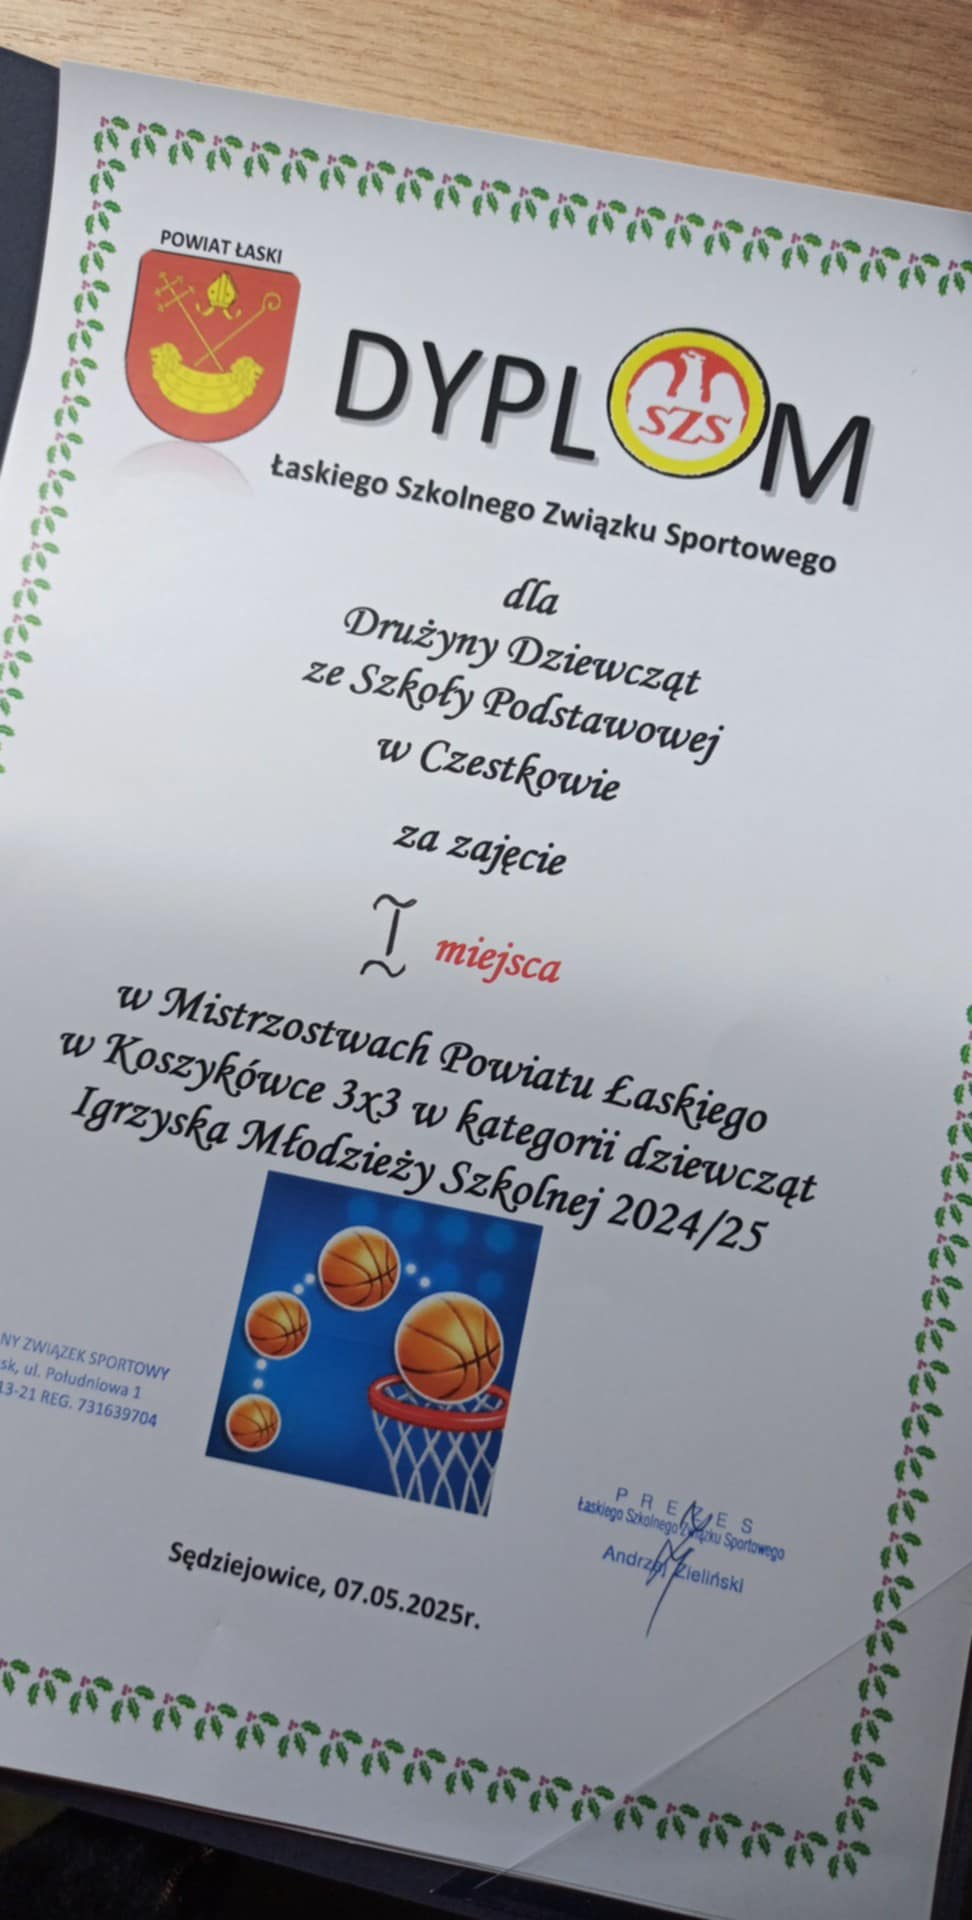 POWIAT ŁASKI
DYPLOM
SZS
Łaskiego Szkolnego Związku Sportowego
dla
Drużyny Dziewcząt
ze Szkoły Podstawowej
w Czestkowie
za zajęcie
I miejsca
w Mistrzostwach Powiatu Łaskiego
w Koszykówce 3x3 w kategorii dziewcząt
Igrzyska Młodzieży Szkolnej 2024/25
NY ZWIĄZEK SPORTOWY
sk, ul. Południowa 1
13-21 REG. 731639704
PREZES
Łaskiego Szkolnego Związku Sportowego
Andrzej Zieliński
Sędziejowice, 07.05.2025r.